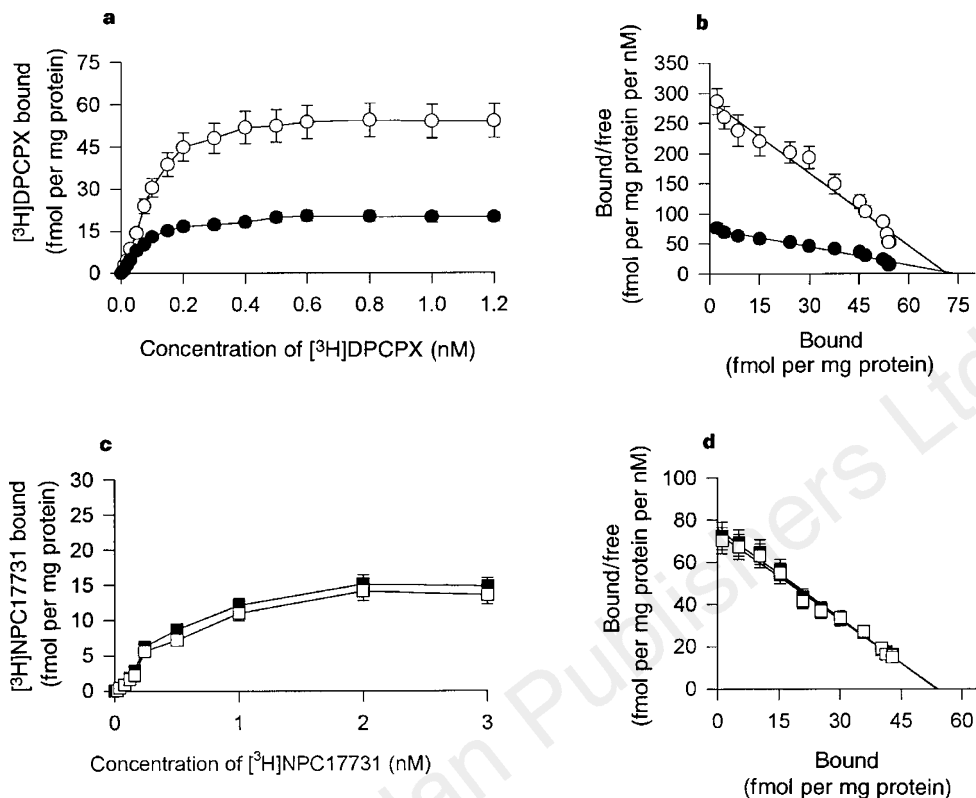 a
[³H]DPCPX bound
(fmol per mg protein)
75
60
45
30
15
0
0.0 0.2 0.4 0.6 0.8 1.0 1.2
Concentration of [³H]DPCPX (nM)
b
Bound/free
(fmol per mg protein per nM)
350
300
250
200
150
100
50
0
0 15 30 45 60 75
Bound
(fmol per mg protein)
c
[³H]NPC17731 bound
(fmol per mg protein)
30
25
20
15
10
5
0
0 1 2 3
Concentration of [³H]NPC17731 (nM)
d
Bound/free
(fmol per mg protein per nM)
100
80
60
40
20
0
0 15 30 45 60
Bound
(fmol per mg protein)
lan Publishers Ltd